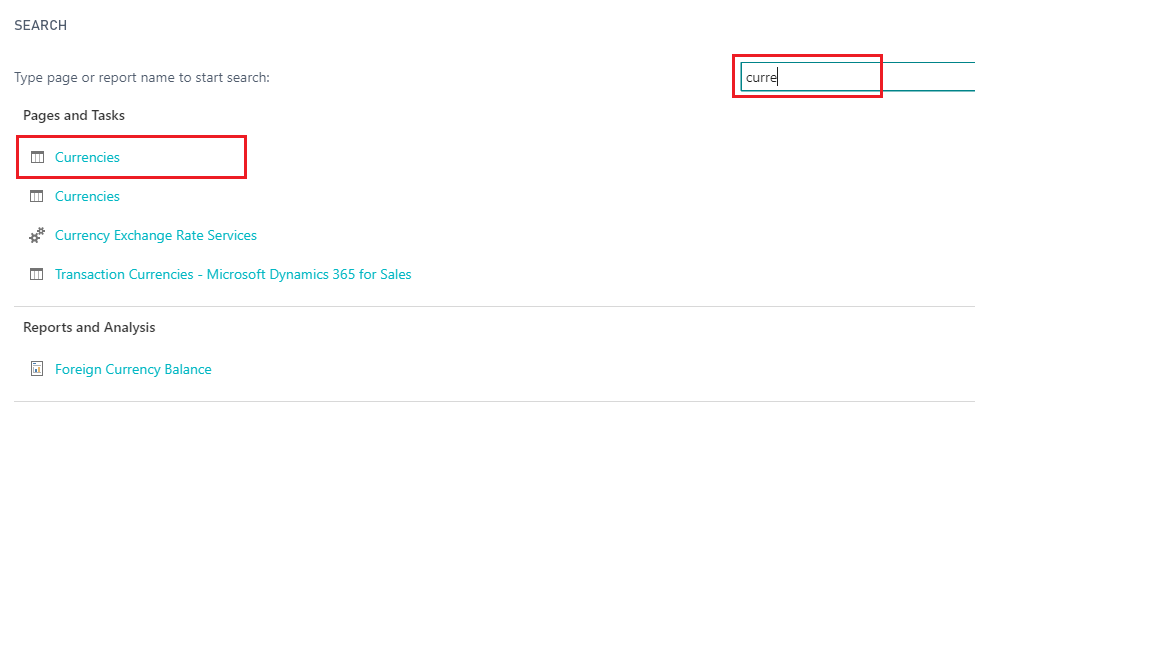 SEARCH
Type page or report name to start search:
curre
Pages and Tasks
Currencies
Currencies
Currency Exchange Rate Services
Transaction Currencies - Microsoft Dynamics 365 for Sales
Reports and Analysis
Foreign Currency Balance